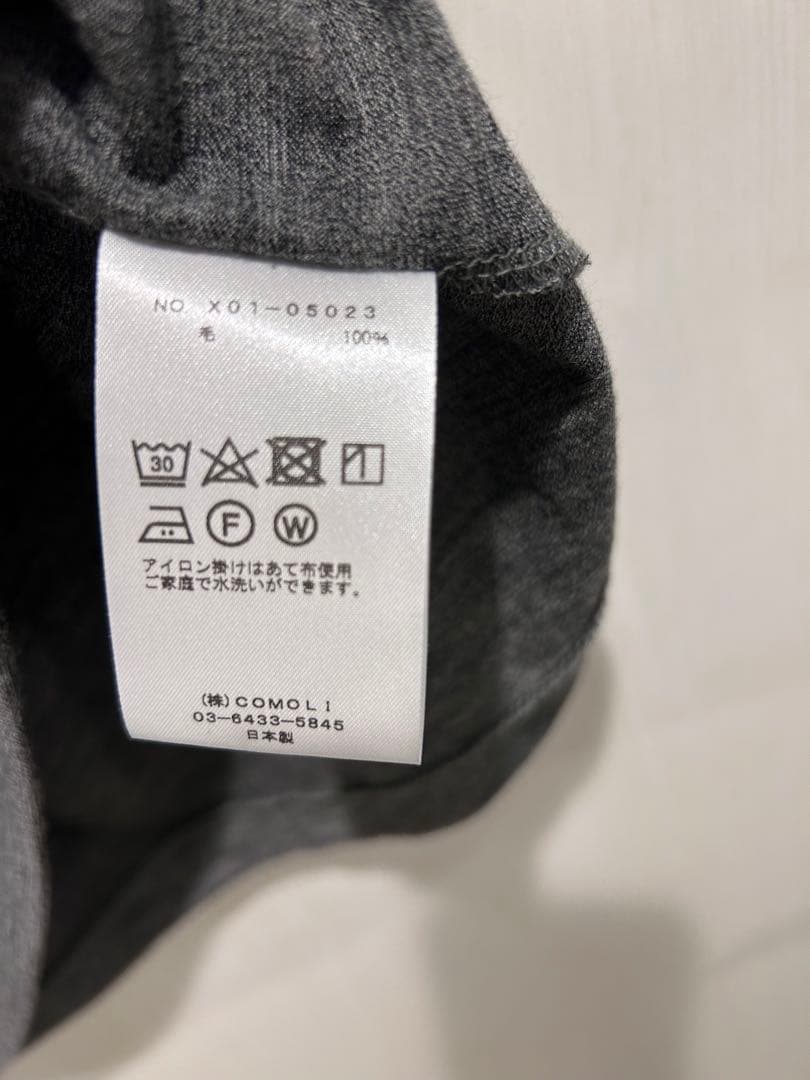 NO X01-05023
毛 100%
30
F W
アイロン掛けはあて布使用
ご家庭で水洗いができます。
(株)COMOLI
03-6433-5845
日本製